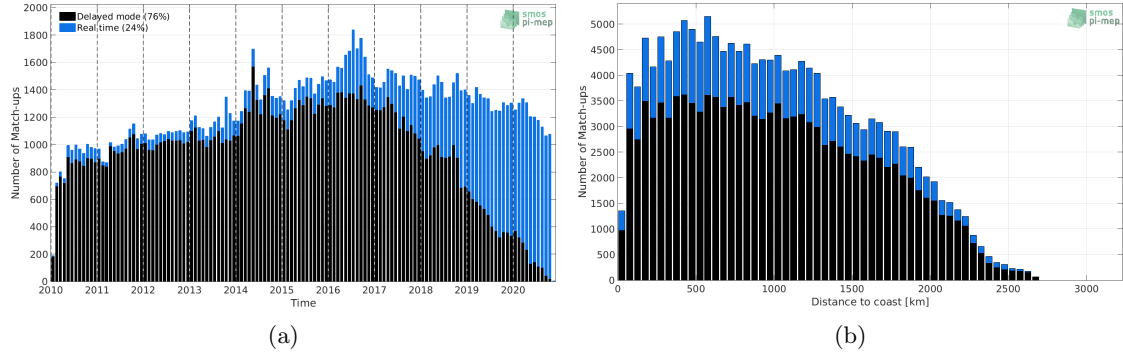 2000
1800
1600
1400
1200
1000
800
600
400
200
0
Number of Match-ups
Delayed mode (76%)
Real time (24%)
smos
pi-mep
2010 2011 2012 2013 2014 2015 2016 2017 2018 2019 2020
Time
(a)
5000
4500
4000
3500
3000
2500
2000
1500
1000
500
0
Number of Match-ups
smos
pi-mep
0 500 1000 1500 2000 2500 3000
Distance to coast [km]
(b)